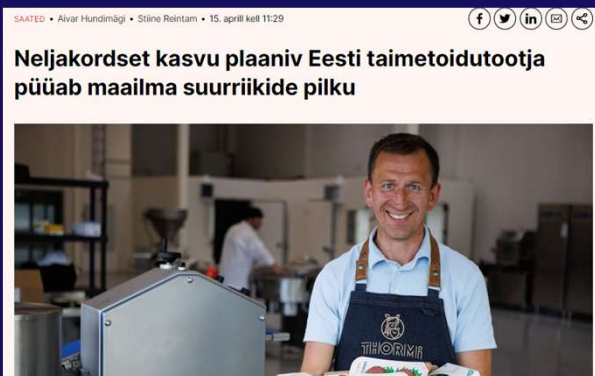 SAATED • Aivar Hundimägi • Stiine Reintam • 15. aprill kell 11:29
Neljakordset kasvu plaaniv Eesti taimetoidutootja
püüab maailma suurriikide pilku
THORMi